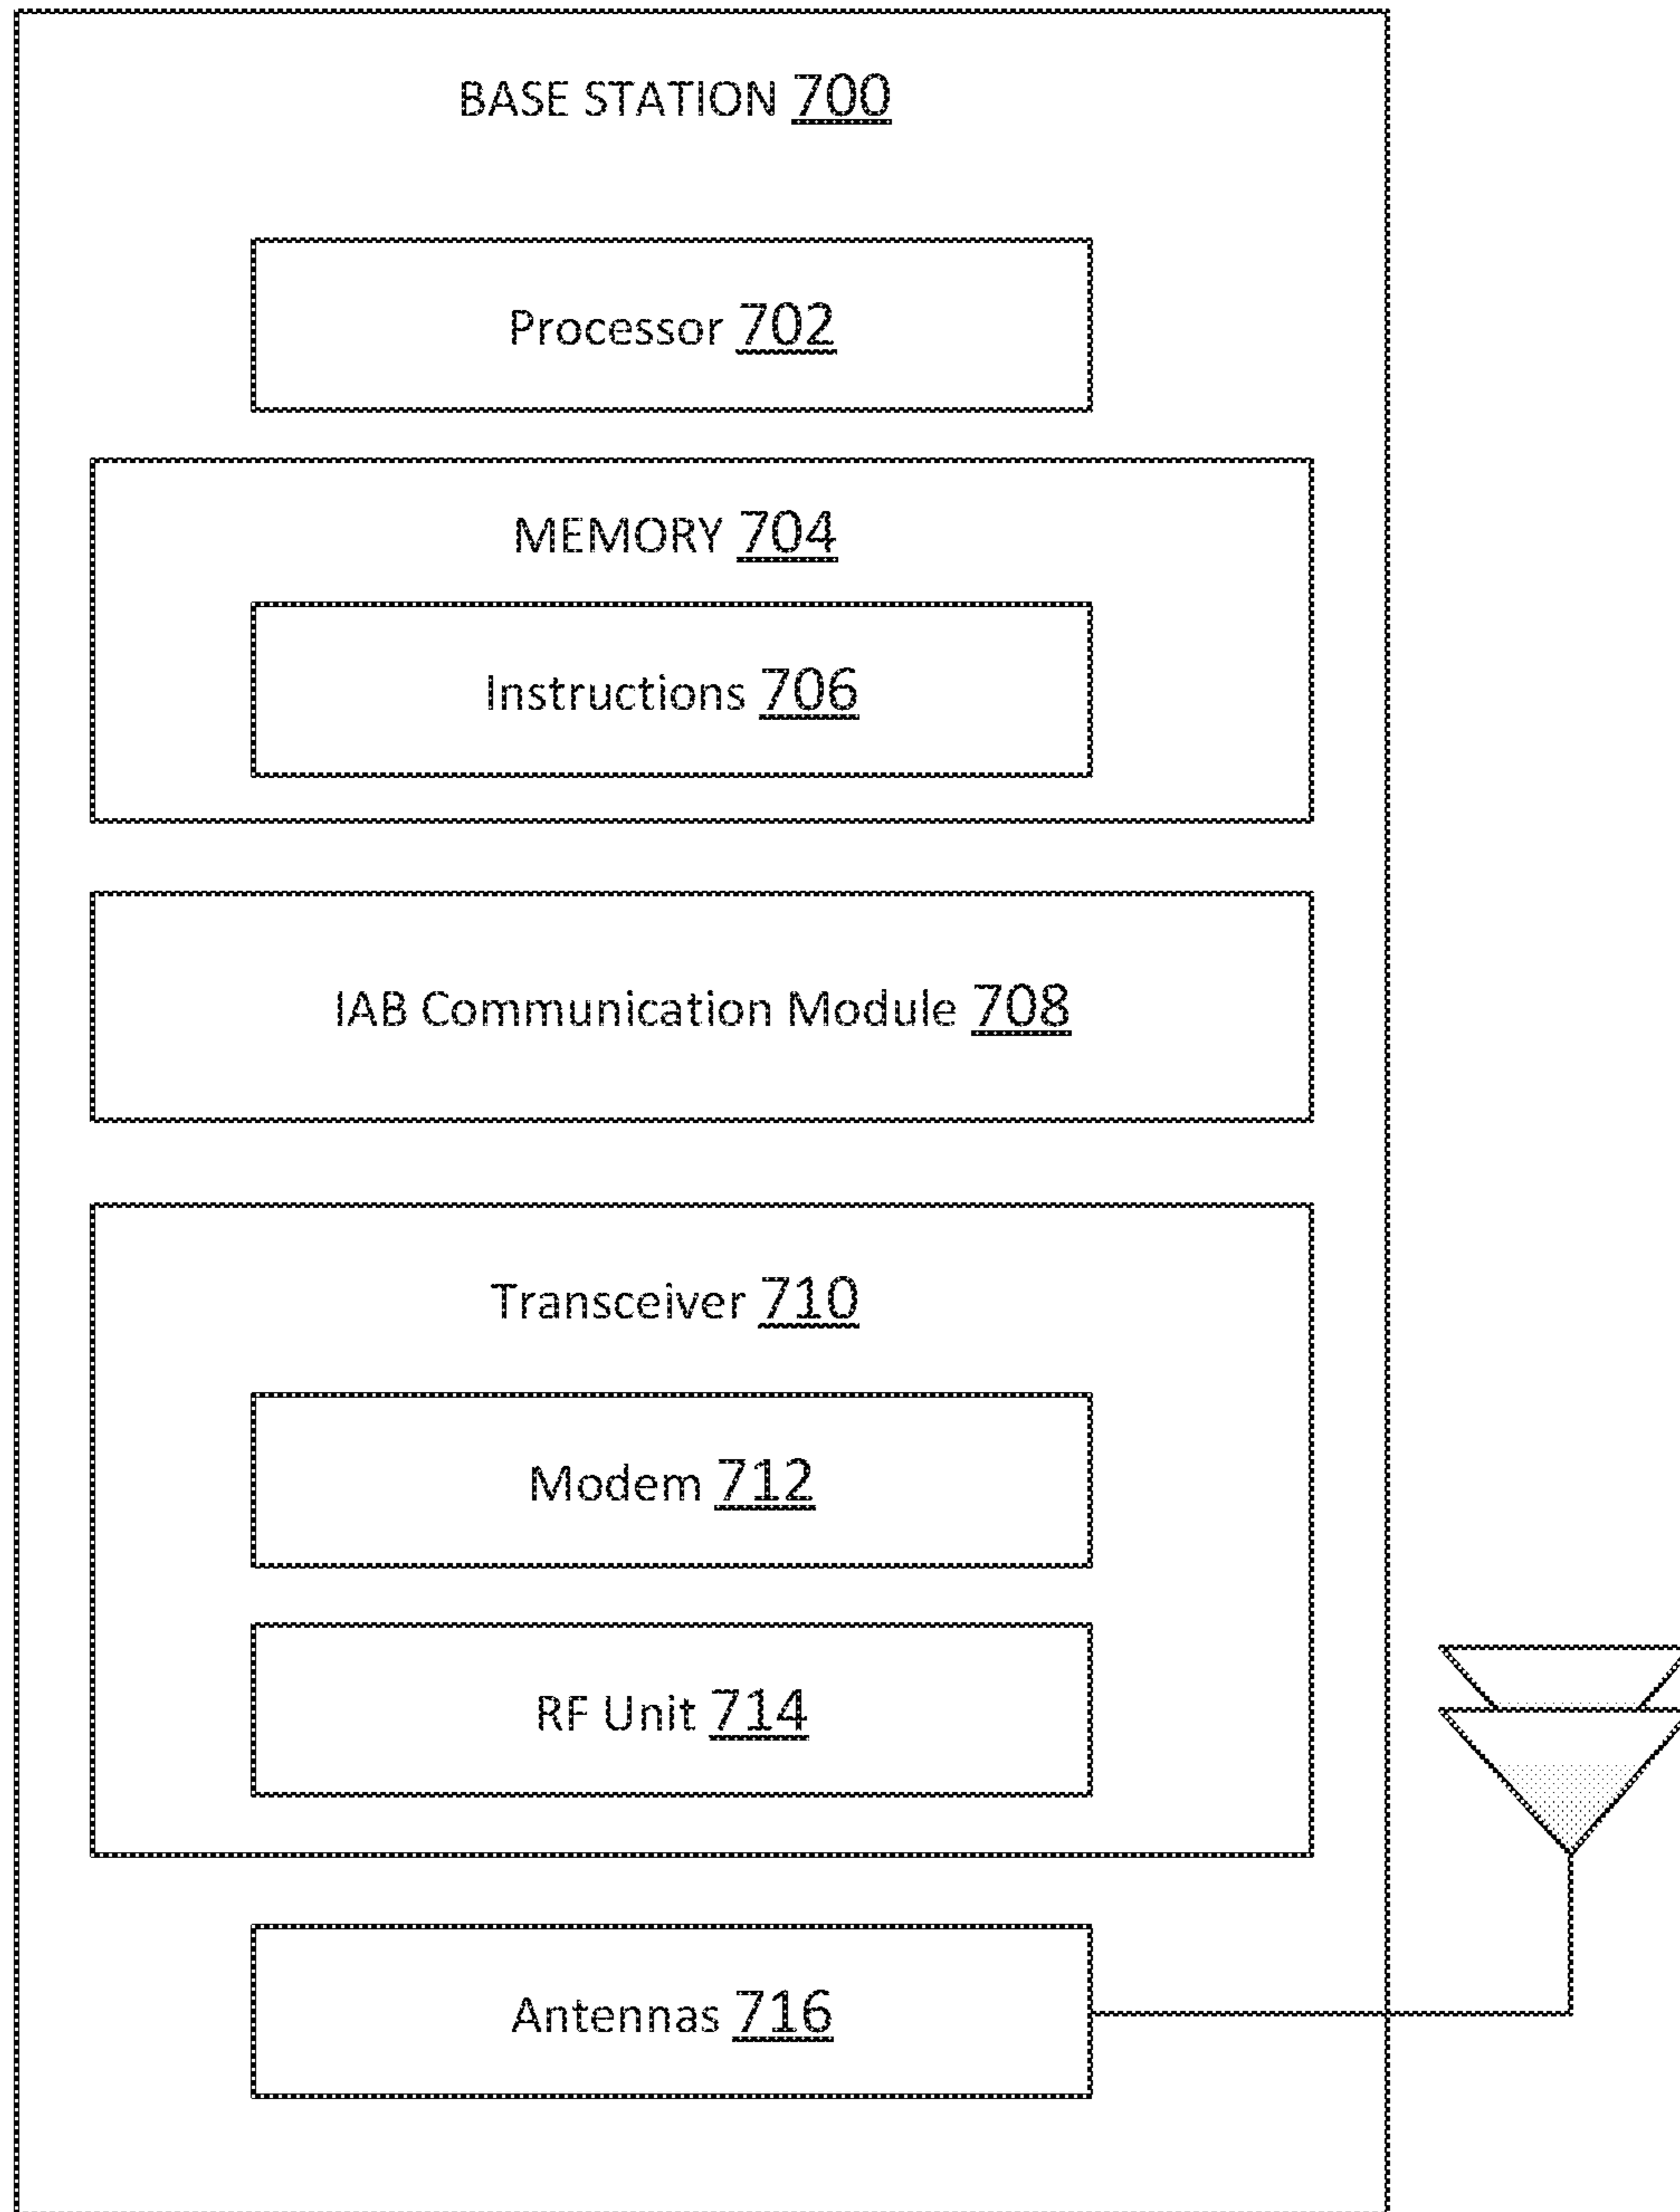 BASE STATION 700
Processor 702
MEMORY 704
Instructions 706
IAB Communication Module 708
Transceiver 710
Modem 712
RF Unit 714
Antennas 716